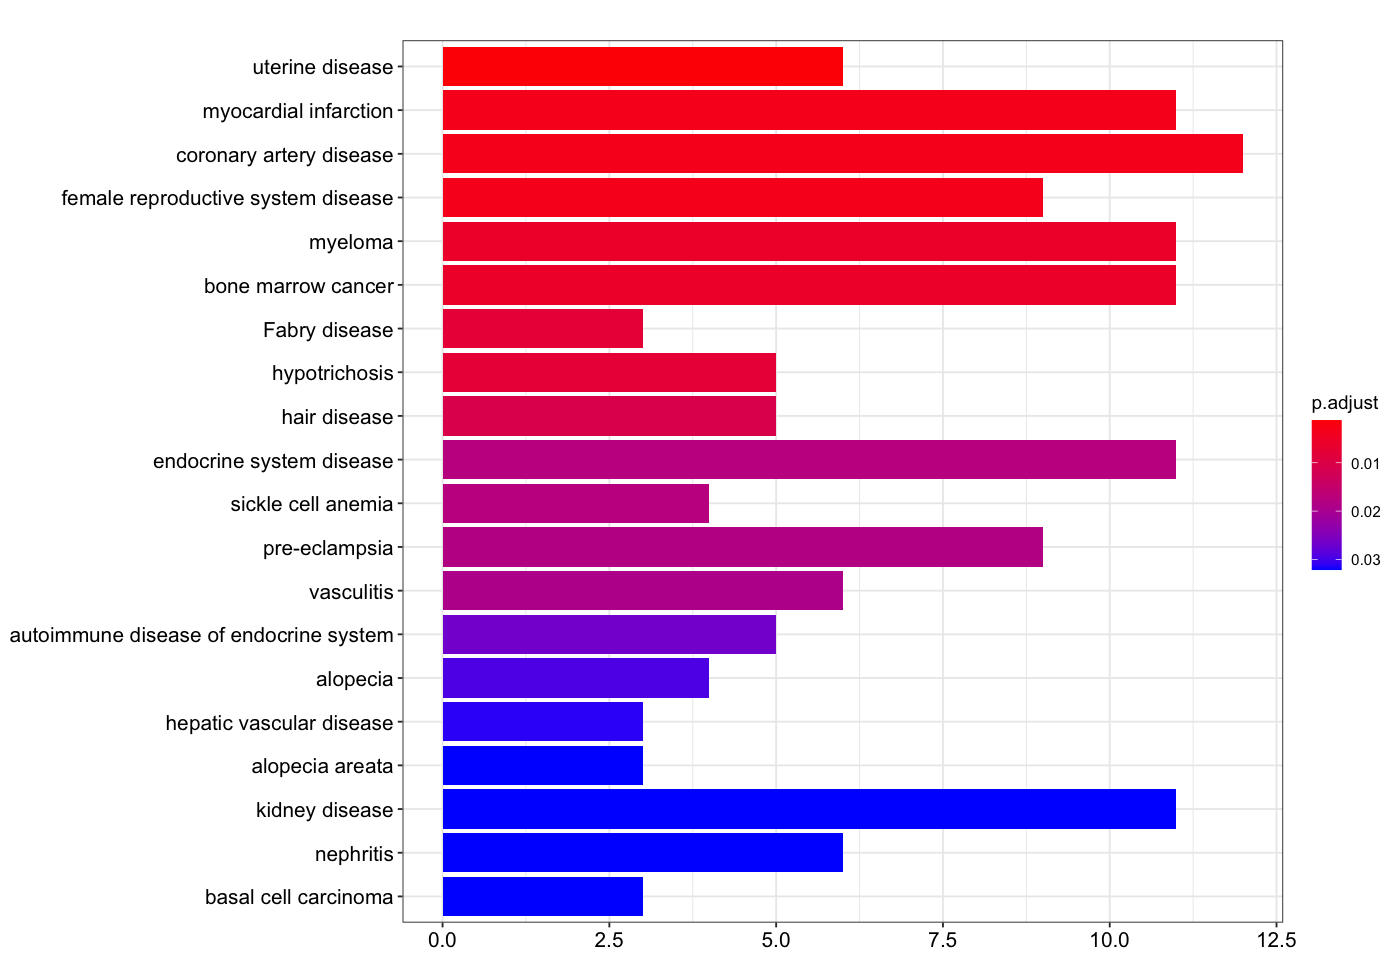 uterine disease
myocardial infarction
coronary artery disease
female reproductive system disease
myeloma
bone marrow cancer
Fabry disease
hypotrichosis
hair disease
endocrine system disease
sickle cell anemia
pre-eclampsia
vasculitis
autoimmune disease of endocrine system
alopecia
hepatic vascular disease
alopecia areata
kidney disease
nephritis
basal cell carcinoma
0.0 2.5 5.0 7.5 10.0 12.5
p.adjust
0.01
0.02
0.03